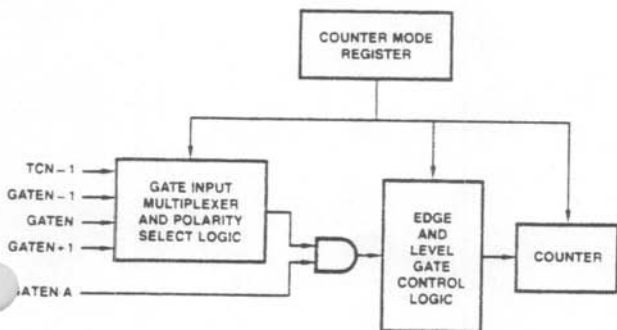 COUNTER MODE
REGISTER
TCN-1
GATEN-1
GATEN
GATEN+1
GATE INPUT
MULTIPLEXER
AND POLARITY
SELECT LOGIC
EDGE
AND
LEVEL
GATE
CONTROL
LOGIC
COUNTER
ATEN A